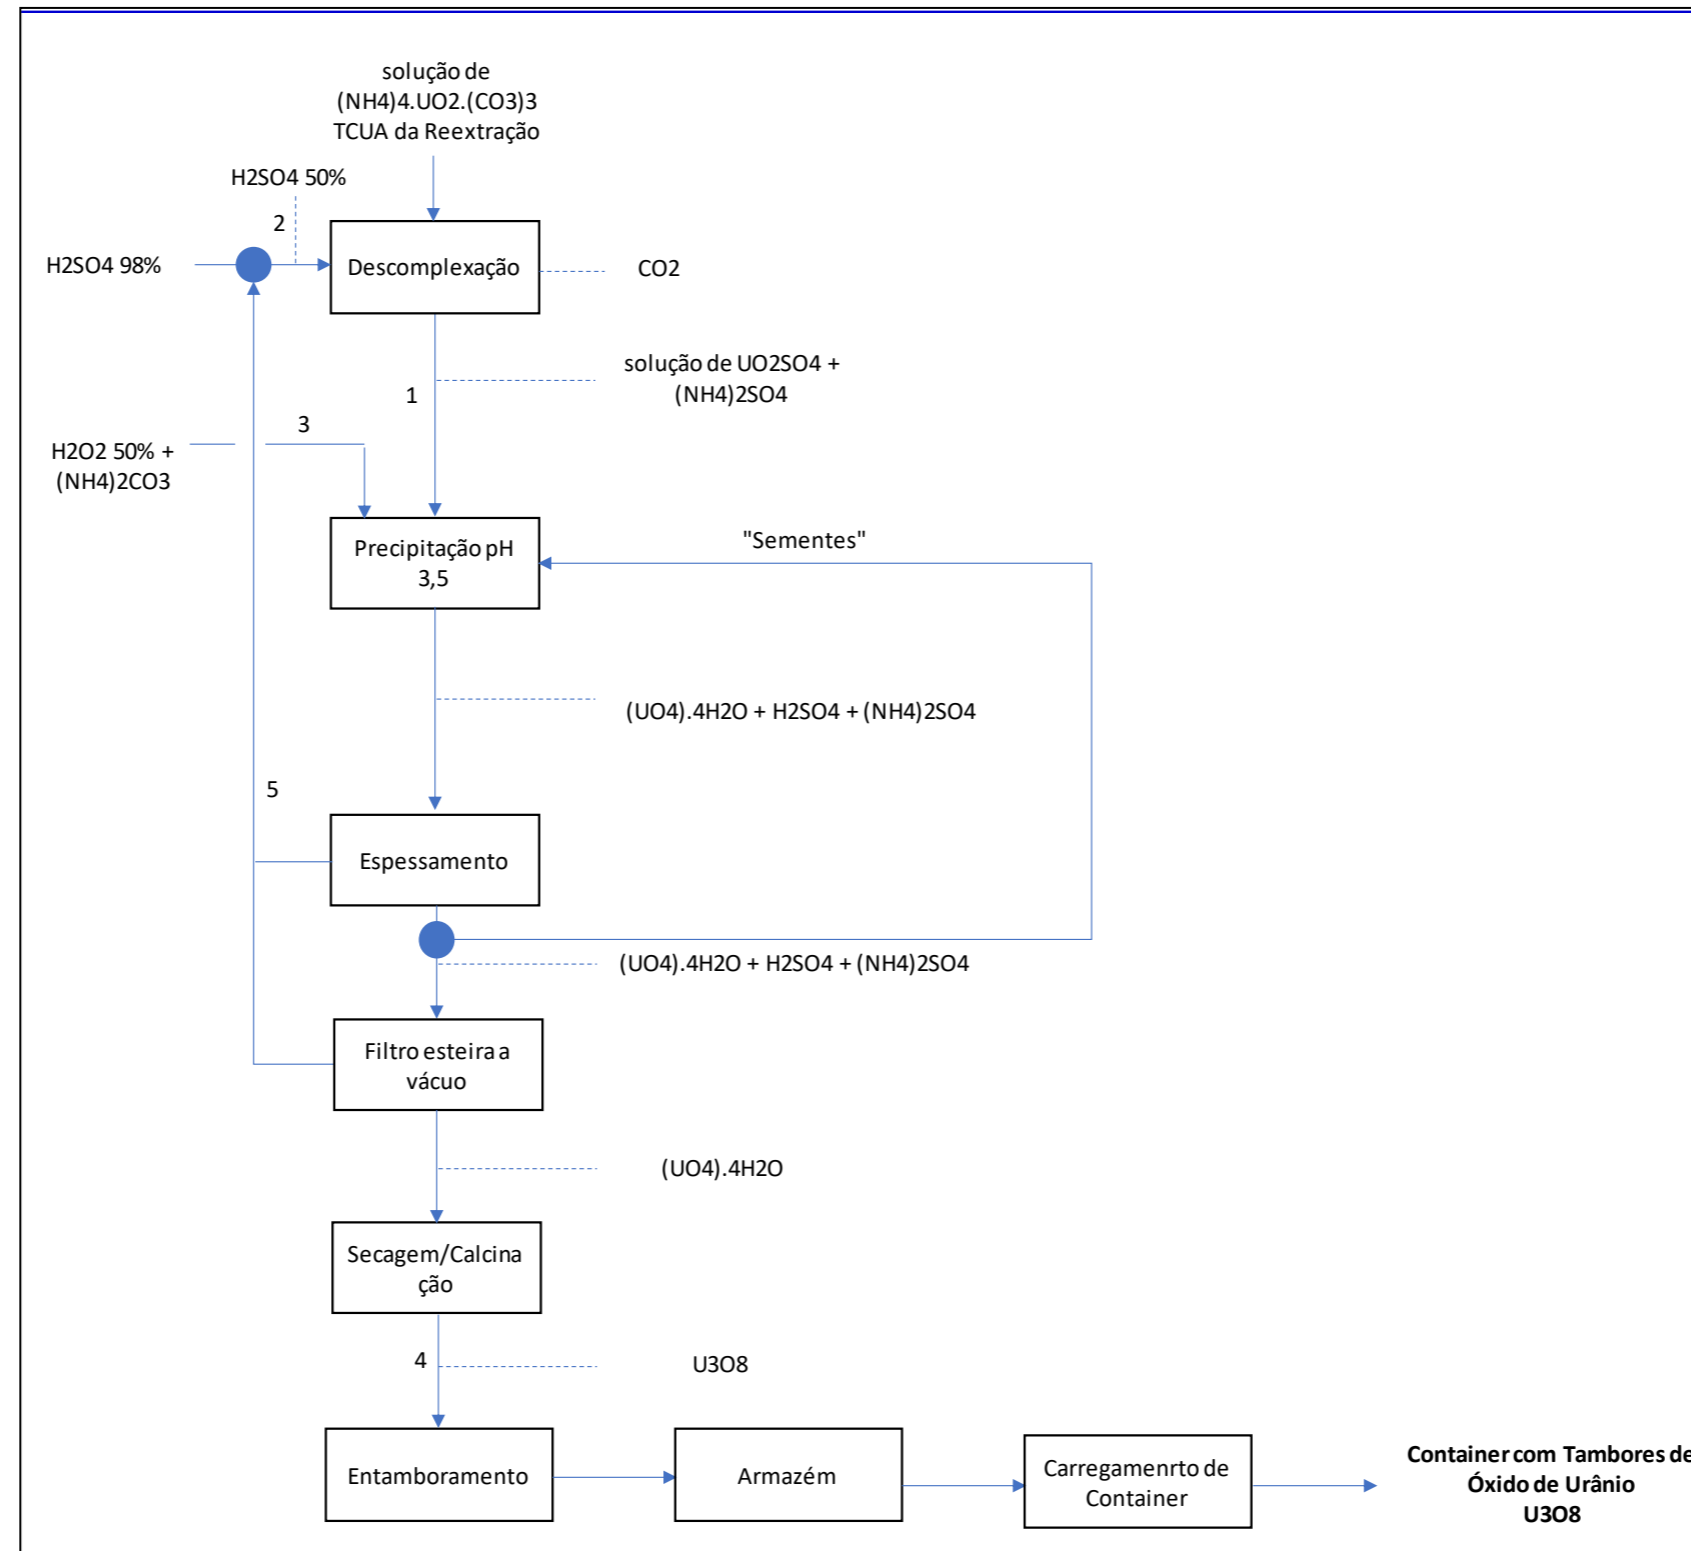 solução de
(NH4)4.UO2.(CO3)3
TCUA da Reextração
H2SO4 50%
2
H2SO4 98%
Descomplexação
CO2
solução de UO2SO4 +
(NH4)2SO4
1
3
H2O2 50% +
(NH4)2CO3
Precipitação pH
3,5
"Sementes"
(UO4).4H2O + H2SO4 + (NH4)2SO4
5
Espessamento
(UO4).4H2O + H2SO4 + (NH4)2SO4
Filtro esteira a
vácuo
(UO4).4H2O
Secagem/Calcina
ção
4
U3O8
Entamboramento
Armazém
Carregamenrto de
Container
Container com Tambores de
Óxido de Urânio
U3O8